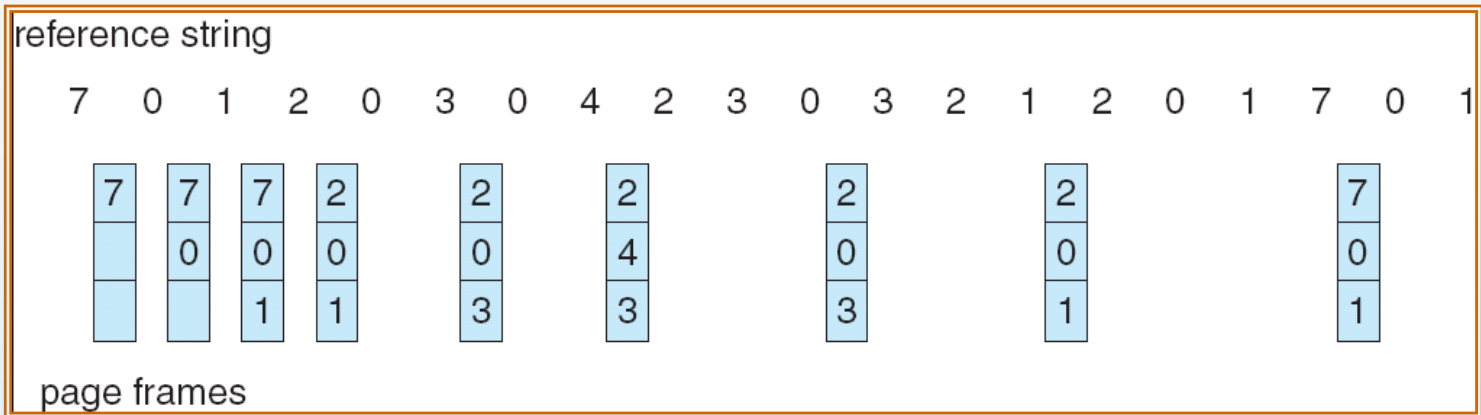 reference string
7 0 1 2 0 3 0 4 2 3 0 3 2 1 2 0 1 7 0 1
7 7 7 2 2 2 2 2 7
0 0 0 0 4 0 0 0
1 1 3 3 3 1 1
page frames